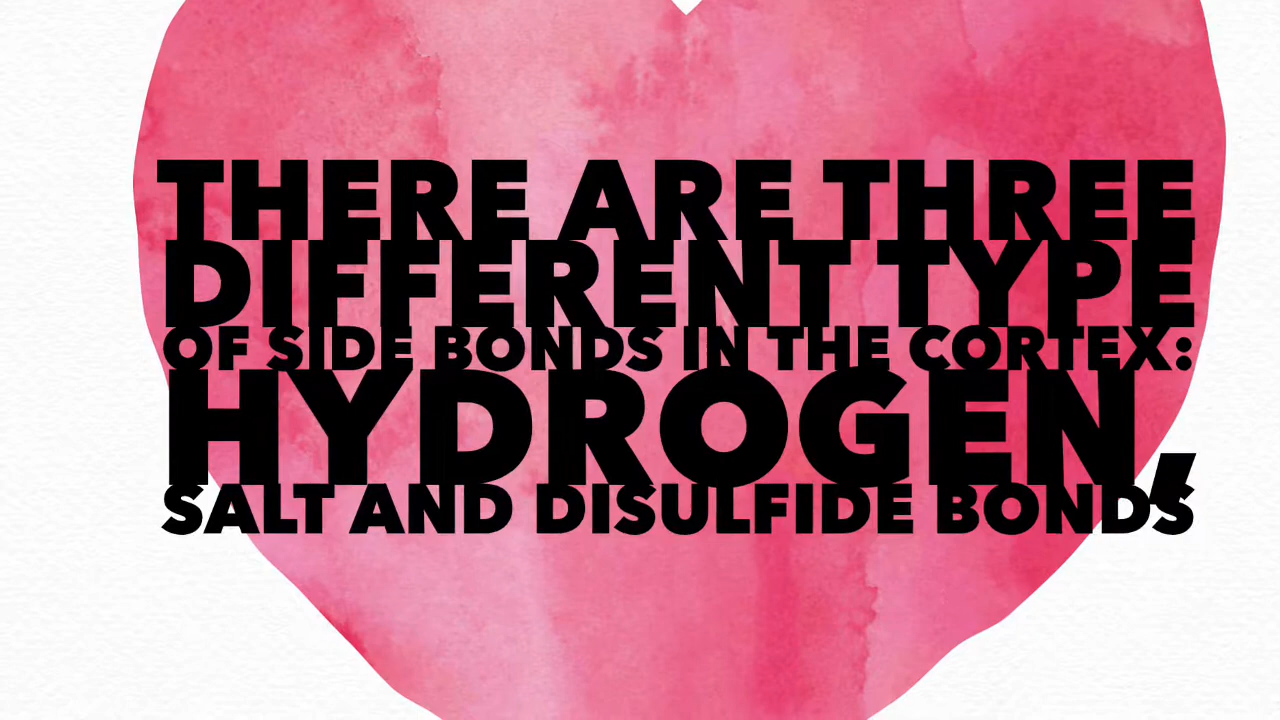 THERE ARE THREE
DIFFERENT TYPE
OF SIDE BONDS IN THE CORTEX:
HYDROGEN,
SALT AND DISULFIDE BONDS